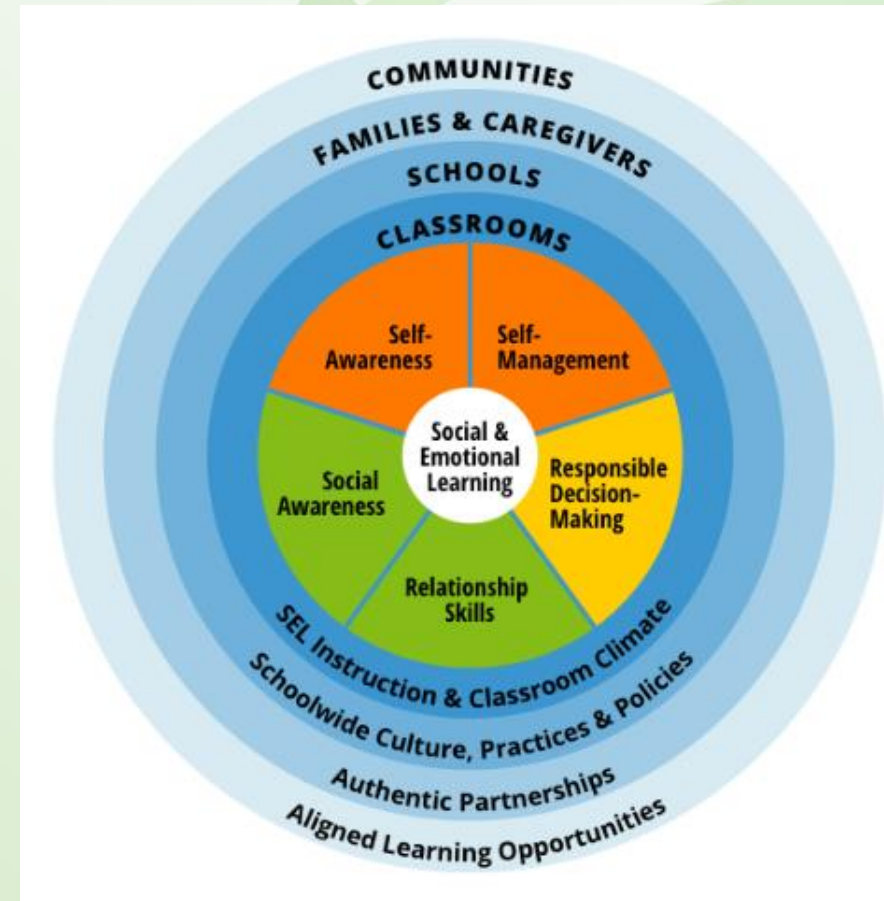 COMMUNITIES
FAMILIES & CAREGIVERS
SCHOOLS
CLASSROOMS
Self-
Awareness
Self-
Management
Social &
Emotional
Learning
Social
Awareness
Responsible
Decision-
Making
Relationship
Skills
SEL Instruction & Classroom Climate
Schoolwide Culture, Practices & Policies
Authentic Partnerships
Aligned Learning Opportunities